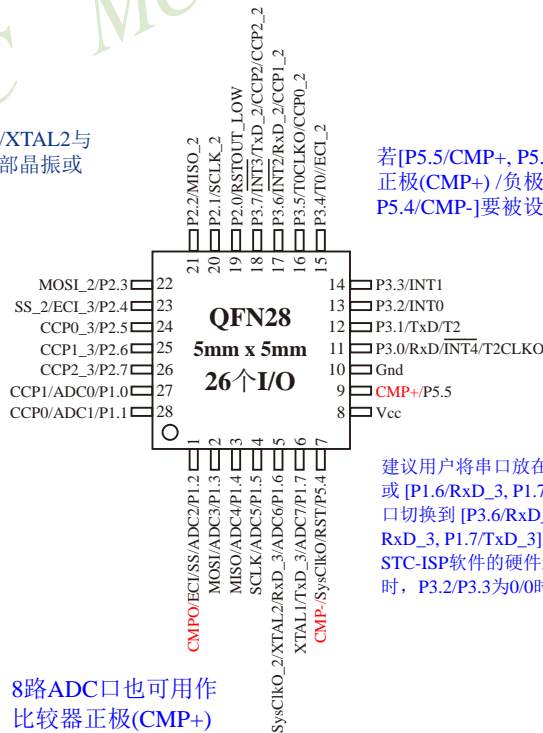 MC
/XTAL2与
部晶振或
若[P5.5/CMP+, P5.
正极(CMP+) /负极
P5.4/CMP-]要被设
P2.2/MISO_2
P2.1/SCLK_2
P2.0/RSTOUT_LOW
P3.7/INT3/TxD_2/CCP2/CCP2_2
P3.6/INT2/RxD_2/CCP1_2
P3.5/T0CLKO/CCP0_2
P3.4/T0//ECI_2
21 20 19 18 17 16 15
MOSI_2/P2.3 22
SS_2/ECI_3/P2.4 23
CCP0_3/P2.5 24
CCP1_3/P2.6 25
CCP2_3/P2.7 26
CCP1/ADC0/P1.0 27
CCP0/ADC1/P1.1 28
QFN28
5mm x 5mm
26个I/O
14 P3.3/INT1
13 P3.2/INT0
12 P3.1/TxD/T2
11 P3.0/RxD/INT4/T2CLKO
10 Gnd
9 CMP+/P5.5
8 Vcc
1 2 3 4 5 6 7
CMPO/ECI/SS/ADC2/P1.2
MOSI/ADC3/P1.3
MISO/ADC4/P1.4
SCLK/ADC5/P1.5
SysClkO_2/XTAL2/RxD_3/ADC6/P1.6
XTAL1/TxD_3/ADC7/P1.7
CMP-/SysClkO/RST/P5.4
建议用户将串口放在
或 [P1.6/RxD_3, P1.7
口切换到 [P3.6/RxD_
RxD_3, P1.7/TxD_3]
STC-ISP软件的硬件
时，P3.2/P3.3为0/0时
8路ADC口也可用作
比较器正极(CMP+)